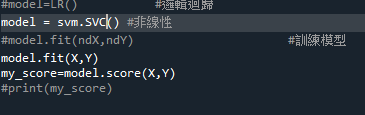 #model=LR() #邏輯迴歸
model = svm.SVC() #非線性
#model.fit(ndX,ndY) #訓練模型
model.fit(X,Y)
my_score=model.score(X,Y)
#print(my_score)